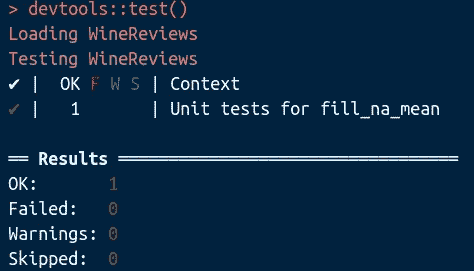 > devtools::test()
Loading WineReviews
Testing WineReviews
✔ |  OK F W S | Context
✔ |   1       | Unit tests for fill_na_mean
══ Results ══════════════════════════════════
OK:       1
Failed:   0
Warnings: 0
Skipped:  0